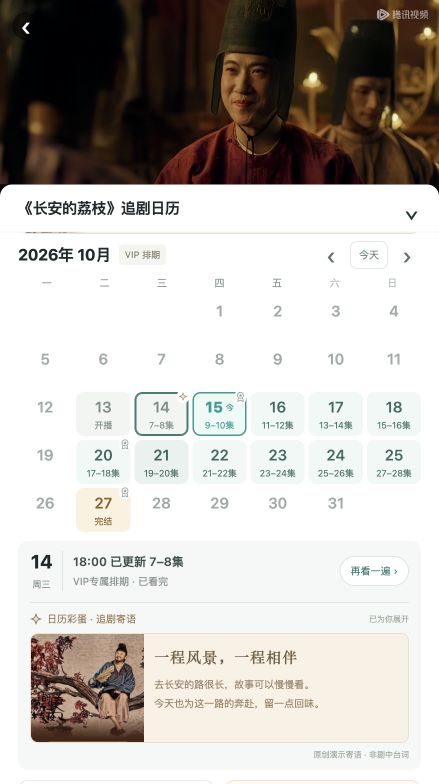 腾讯视频
《长安的荔枝》追剧日历
2026年 10月 VIP 排期 今天
一 二 三 四 五 六 日
1 2 3 4
5 6 7 8 9 10 11
12 13 14 15 今 16 17 18
开播 7–8集 9–10集 11–12集 13–14集 15–16集
19 20 21 22 23 24 25
17–18集 19–20集 21–22集 23–24集 25–26集 27–28集
26 27 28 29 30 31
完结
14 18:00 已更新 7–8集
周三 VIP专属排期 · 已看完
再看一遍 ›
日历彩蛋 · 追剧寄语 已为你展开
一程风景，一程相伴
去长安的路很长，故事可以慢慢看。
今天也为这一路的奔赴，留一点回味。
原创演示寄语 · 非剧中台词